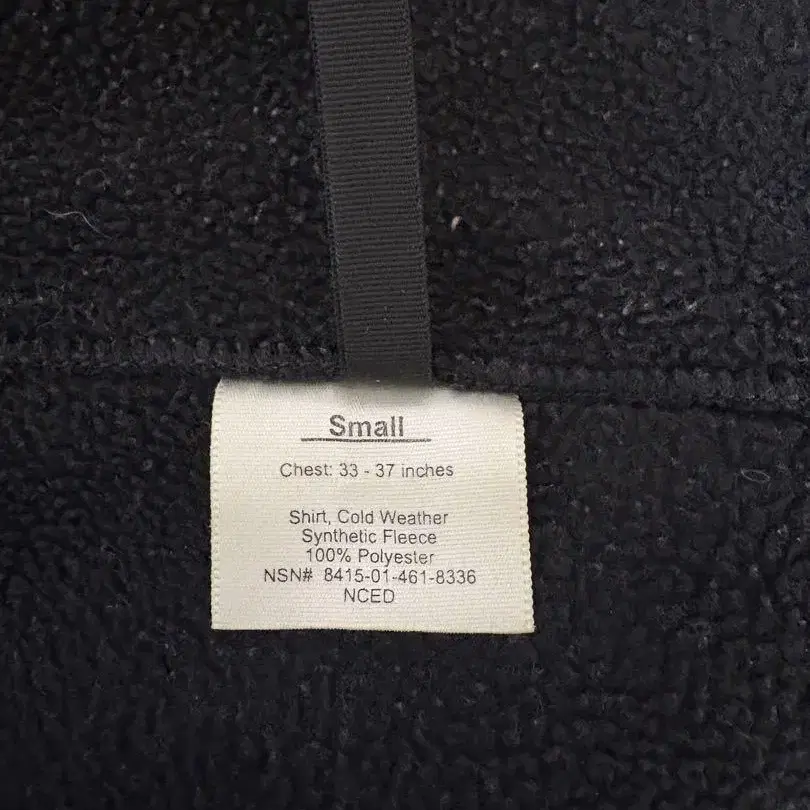 Small
Chest: 33 - 37 inches
Shirt, Cold Weather
Synthetic Fleece
100% Polyester
NSN# 8415-01-461-8336
NCED